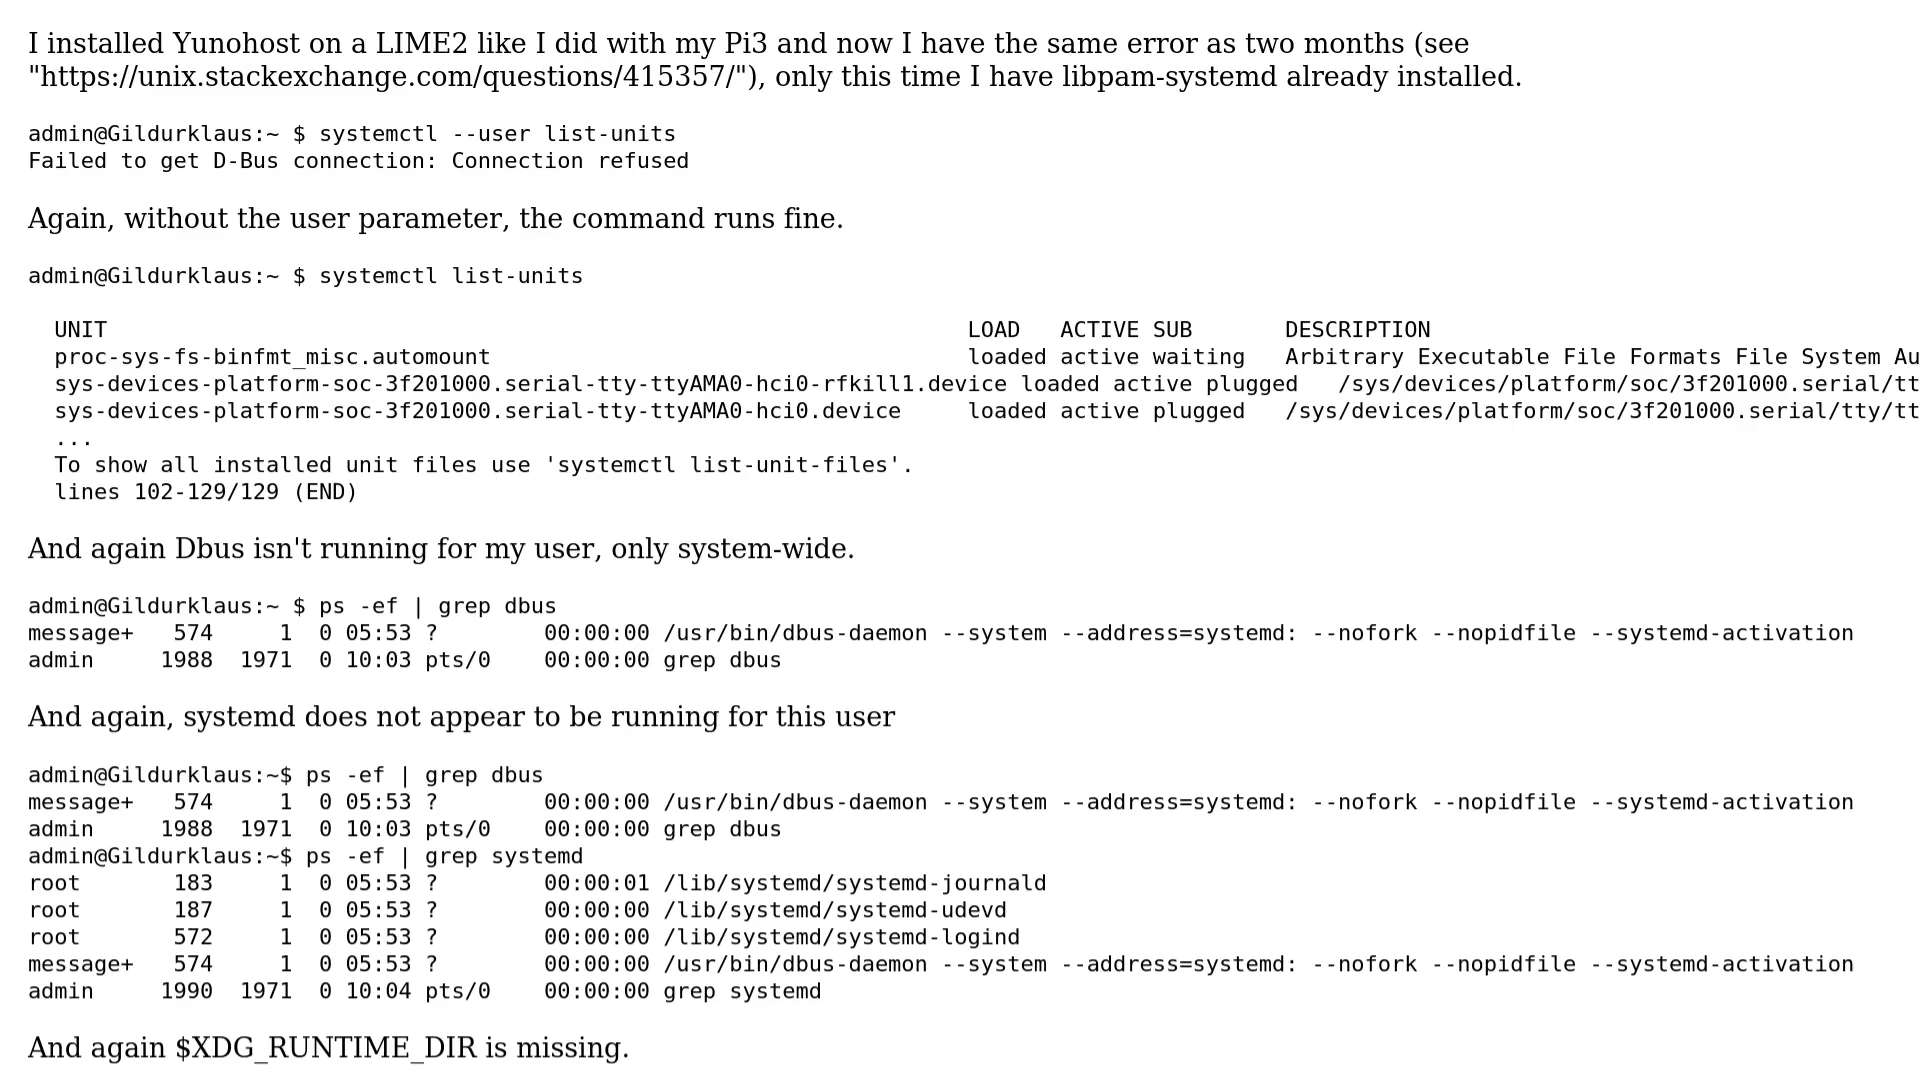 I installed Yunohost on a LIME2 like I did with my Pi3 and now I have the same error as two months (see
"https://unix.stackexchange.com/questions/415357/"), only this time I have libpam-systemd already installed.
admin@Gildurklaus:~ $ systemctl --user list-units
Failed to get D-Bus connection: Connection refused
Again, without the user parameter, the command runs fine.
admin@Gildurklaus:~ $ systemctl list-units
UNIT LOAD ACTIVE SUB DESCRIPTION
proc-sys-fs-binfmt_misc.automount loaded active waiting Arbitrary Executable File Formats File System Au
sys-devices-platform-soc-3f201000.serial-tty-ttyAMA0-hci0-rfkill1.device loaded active plugged /sys/devices/platform/soc/3f201000.serial/tt
sys-devices-platform-soc-3f201000.serial-tty-ttyAMA0-hci0.device loaded active plugged /sys/devices/platform/soc/3f201000.serial/tty/tt
...
To show all installed unit files use 'systemctl list-unit-files'.
lines 102-129/129 (END)
And again Dbus isn't running for my user, only system-wide.
admin@Gildurklaus:~ $ ps -ef | grep dbus
message+ 574 1 0 05:53 ? 00:00:00 /usr/bin/dbus-daemon --system --address=systemd: --nofork --nopidfile --systemd-activation
admin 1988 1971 0 10:03 pts/0 00:00:00 grep dbus
And again, systemd does not appear to be running for this user
admin@Gildurklaus:~$ ps -ef | grep dbus
message+ 574 1 0 05:53 ? 00:00:00 /usr/bin/dbus-daemon --system --address=systemd: --nofork --nopidfile --systemd-activation
admin 1988 1971 0 10:03 pts/0 00:00:00 grep dbus
admin@Gildurklaus:~$ ps -ef | grep systemd
root 183 1 0 05:53 ? 00:00:01 /lib/systemd/systemd-journald
root 187 1 0 05:53 ? 00:00:00 /lib/systemd/systemd-udevd
root 572 1 0 05:53 ? 00:00:00 /lib/systemd/systemd-logind
message+ 574 1 0 05:53 ? 00:00:00 /usr/bin/dbus-daemon --system --address=systemd: --nofork --nopidfile --systemd-activation
admin 1990 1971 0 10:04 pts/0 00:00:00 grep systemd
And again $XDG_RUNTIME_DIR is missing.